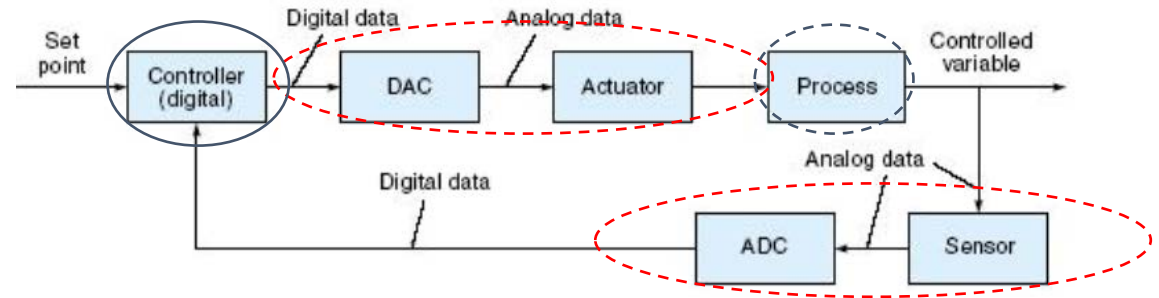 Digital data
Analog data
Set
point
Controller
(digital)
DAC
Actuator
Process
Controlled
variable
Analog data
Digital data
ADC
Sensor